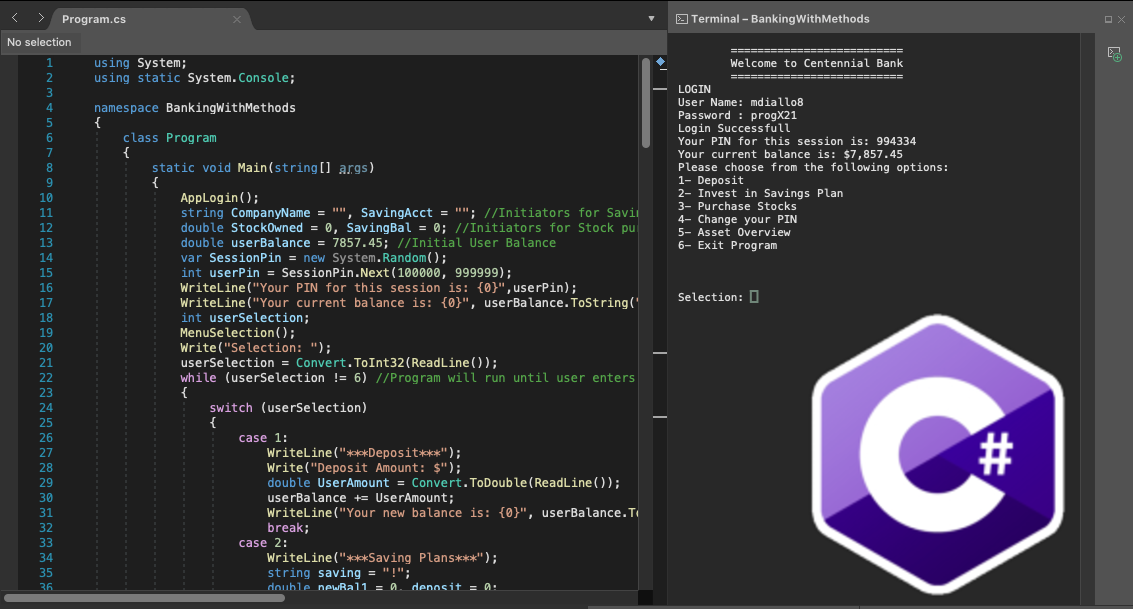 Program.cs
No selection
1 using System;
2 using static System.Console;
3
4 namespace BankingWithMethods
5 {
6 class Program
7 {
8 static void Main(string[] args)
9 {
10 AppLogin();
11 string CompanyName = "", SavingAcct = ""; //Initiators for Savin
12 double StockOwned = 0, SavingBal = 0; //Initiators for Stock pu
13 double userBalance = 7857.45; //Initial User Balance
14 var SessionPin = new System.Random();
15 int userPin = SessionPin.Next(100000, 999999);
16 WriteLine("Your PIN for this session is: {0}",userPin);
17 WriteLine("Your current balance is: {0}", userBalance.ToString("
18 int userSelection;
19 MenuSelection();
20 Write("Selection: ");
21 userSelection = Convert.ToInt32(ReadLine());
22 while (userSelection != 6) //Program will run until user enters
23 {
24 switch (userSelection)
25 {
26 case 1:
27 WriteLine("***Deposit***");
28 Write("Deposit Amount: $");
29 double UserAmount = Convert.ToDouble(ReadLine());
30 userBalance += UserAmount;
31 WriteLine("Your new balance is: {0}", userBalance.To
32 break;
33 case 2:
34 WriteLine("***Saving Plans***");
35 string saving = "!";
36 double newBal1 = 0, deposit = 0;
Terminal – BankingWithMethods
==========================
Welcome to Centennial Bank
==========================
LOGIN
User Name: mdiallo8
Password : progX21
Login Successfull
Your PIN for this session is: 994334
Your current balance is: $7,857.45
Please choose from the following options:
1- Deposit
2- Invest in Savings Plan
3- Purchase Stocks
4- Change your PIN
5- Asset Overview
6- Exit Program
Selection:
C#